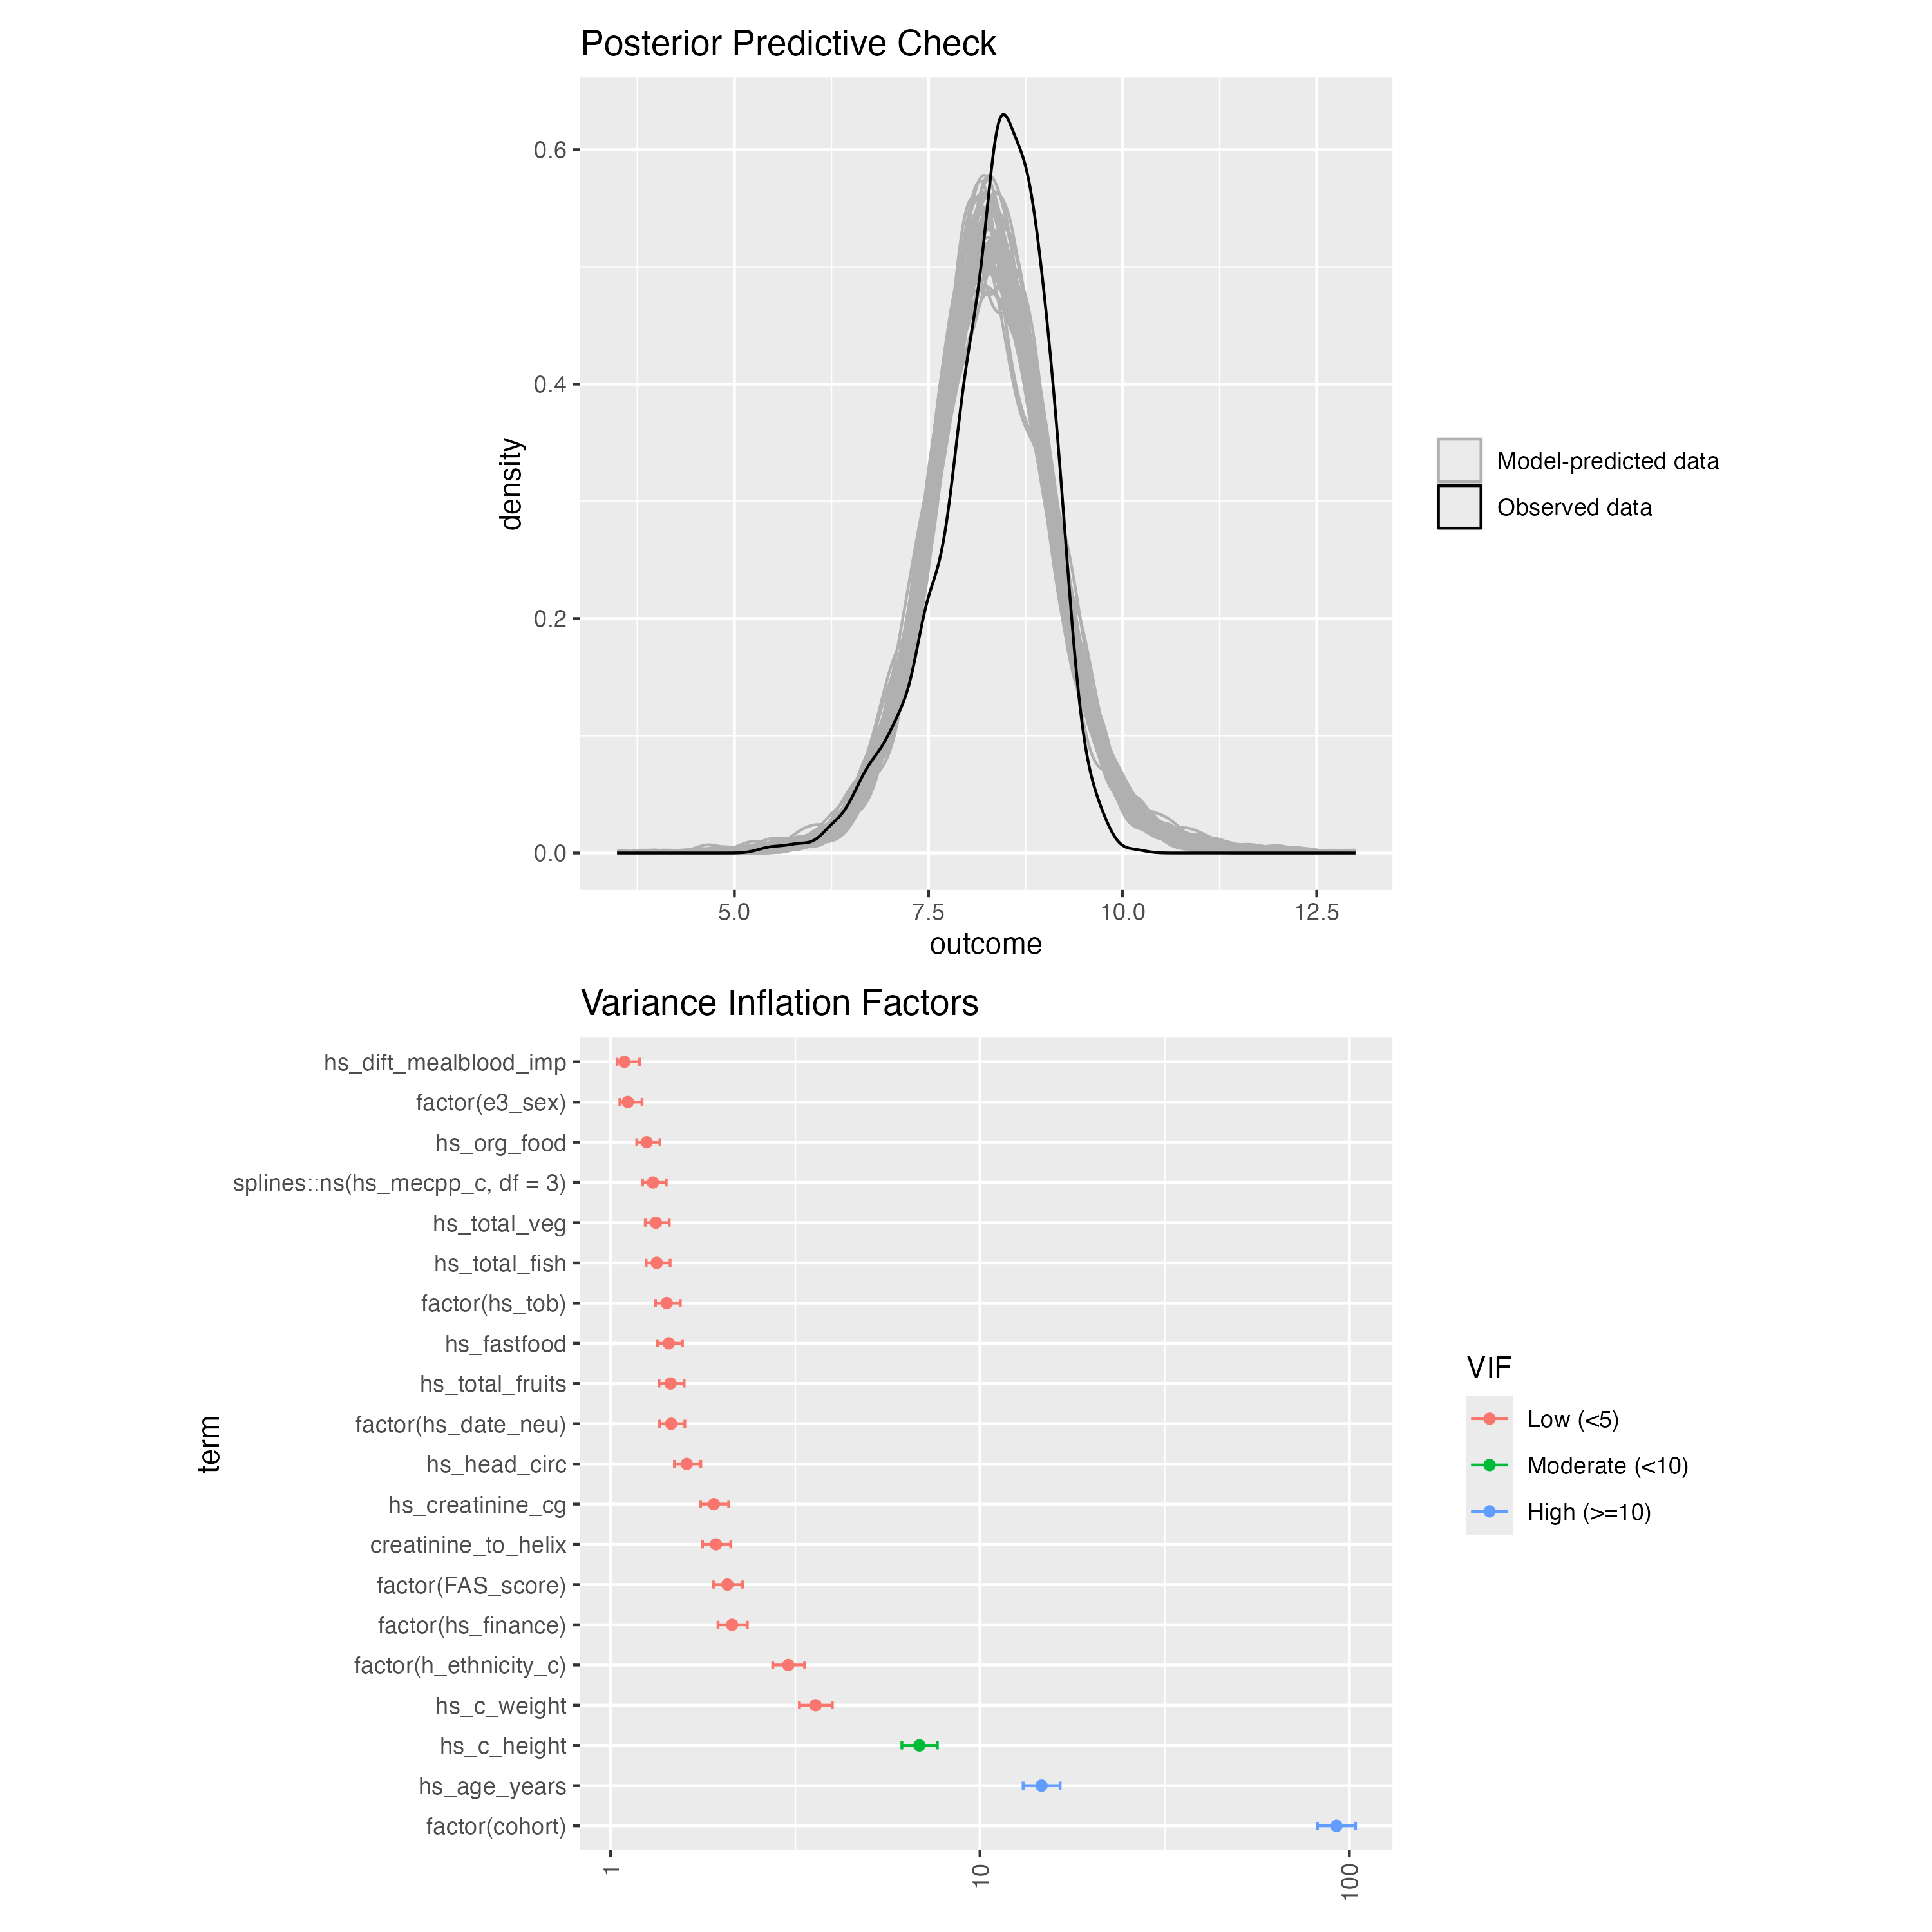 Posterior Predictive Check
0.6
0.4
0.2
0.0
density
5.0 7.5 10.0 12.5
outcome
Model-predicted data
Observed data
Variance Inflation Factors
hs_dift_mealblood_imp
factor(e3_sex)
hs_org_food
splines::ns(hs_mecpp_c, df = 3)
hs_total_veg
hs_total_fish
factor(hs_tob)
hs_fastfood
hs_total_fruits
factor(hs_date_neu)
hs_head_circ
hs_creatinine_cg
creatinine_to_helix
factor(FAS_score)
factor(hs_finance)
factor(h_ethnicity_c)
hs_c_weight
hs_c_height
hs_age_years
factor(cohort)
term
1 10 100
VIF
Low (<5)
Moderate (<10)
High (>=10)